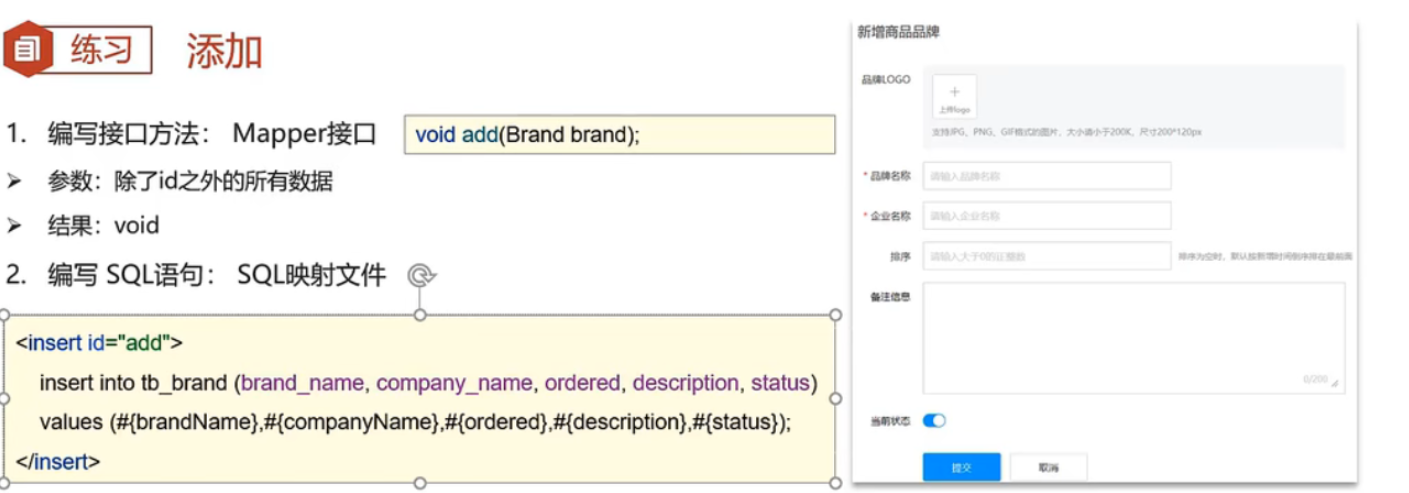 练习 添加
1. 编写接口方法： Mapper接口
void add(Brand brand);
➢ 参数：除了id之外的所有数据
➢ 结果：void
2. 编写 SQL语句： SQL映射文件
<insert id="add">
insert into tb_brand (brand_name, company_name, ordered, description, status)
values (#{brandName},#{companyName},#{ordered},#{description},#{status});
</insert>
新增商品品牌
品牌LOGO
+
上传logo
支持JPG、PNG、GIF格式的图片，大小请小于200K，尺寸200*120px
* 品牌名称 请输入品牌名称
* 企业名称 请输入企业名称
排序 请输入大于0的正整数 排序为空时，默认按新增时间倒序排在最前面
备注信息
0/200
当前状态
提交 取消